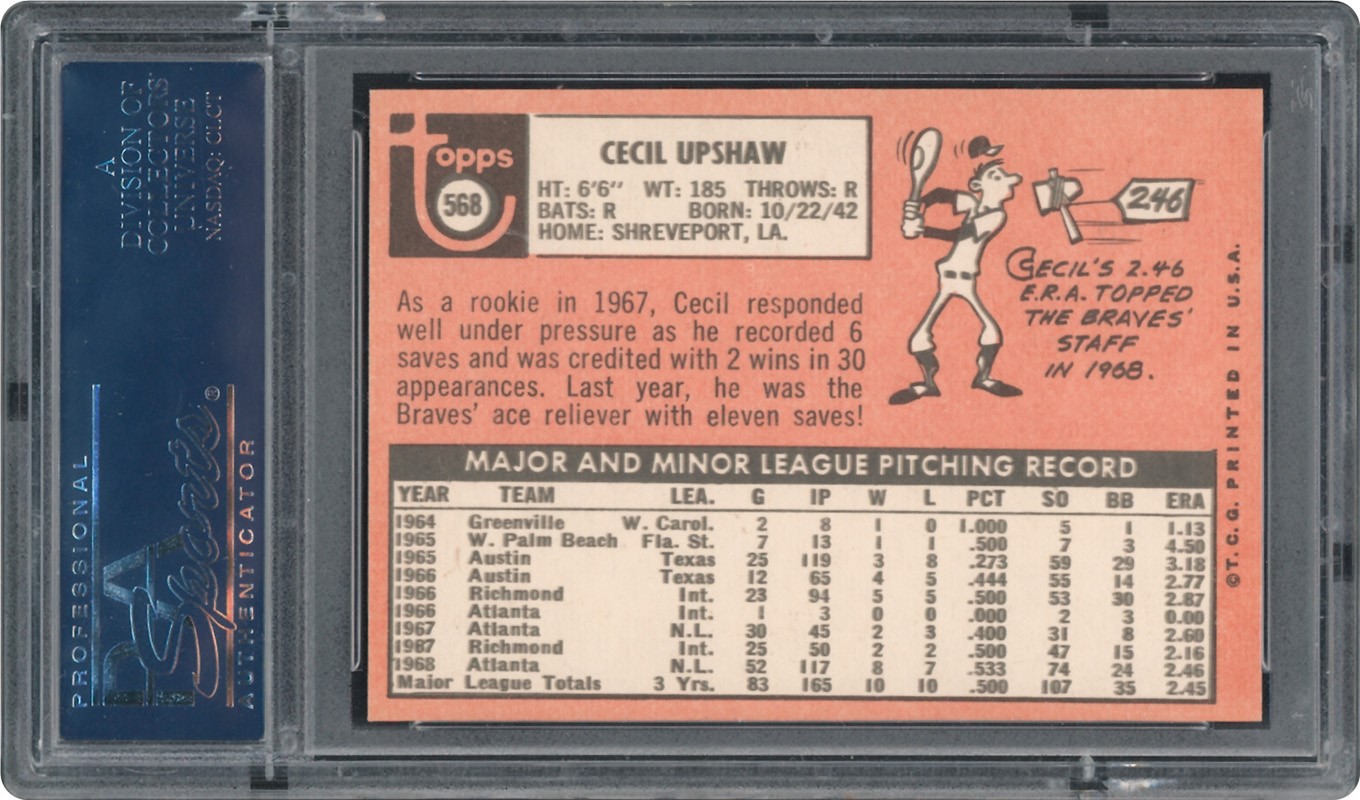 A
DIVISION OF
COLLECTORS
UNIVERSE
NASDAQ: CLCT
PROFESSIONAL
PSA
Sports®
AUTHENTICATOR
topps
568
CECIL UPSHAW
HT: 6'6" WT: 185 THROWS: R
BATS: R BORN: 10/22/42
HOME: SHREVEPORT, LA.
As a rookie in 1967, Cecil responded
well under pressure as he recorded 6
saves and was credited with 2 wins in 30
appearances. Last year, he was the
Braves' ace reliever with eleven saves!
246
CECIL'S 2.46
E.R.A. TOPPED
THE BRAVES'
STAFF
IN 1968.
MAJOR AND MINOR LEAGUE PITCHING RECORD
YEAR TEAM LEA. G IP W L PCT SO BB ERA
1964 Greenville W. Carol. 2 8 1 0 1.000 5 1 1.13
1965 W. Palm Beach Fla. St. 7 13 1 1 .500 7 3 4.50
1965 Austin Texas 25 119 3 8 .273 59 29 3.18
1966 Austin Texas 12 65 4 5 .444 55 14 2.77
1966 Richmond Int. 23 94 5 5 .500 53 30 2.87
1966 Atlanta Int. 1 3 0 0 .000 2 3 0.00
1967 Atlanta N.L. 30 45 2 3 .400 31 8 2.60
1987 Richmond Int. 25 50 2 2 .500 47 15 2.16
1968 Atlanta N.L. 52 117 8 7 .533 74 24 2.46
Major League Totals 3 Yrs. 83 165 10 10 .500 107 35 2.45
©T.C.G. PRINTED IN U.S.A.